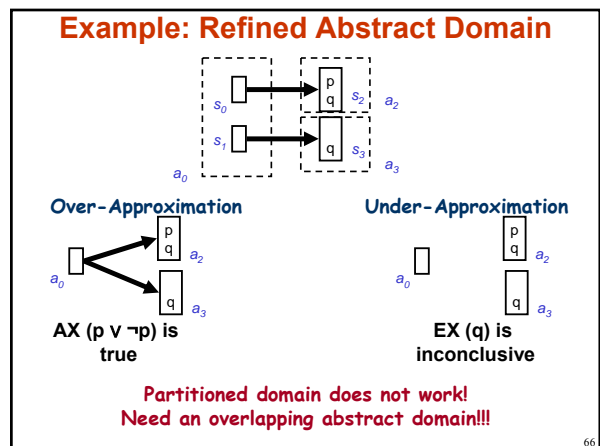 Example: Refined Abstract Domain
s0
p
q
s2
a2
s1
q
s3
a3
a0
Over-Approximation
Under-Approximation
a0
p
q
a2
q
a3
a0
p
q
a2
q
a3
AX (p ∨ ¬p) is
true
EX (q) is
inconclusive
Partitioned domain does not work!
Need an overlapping abstract domain!!!
66